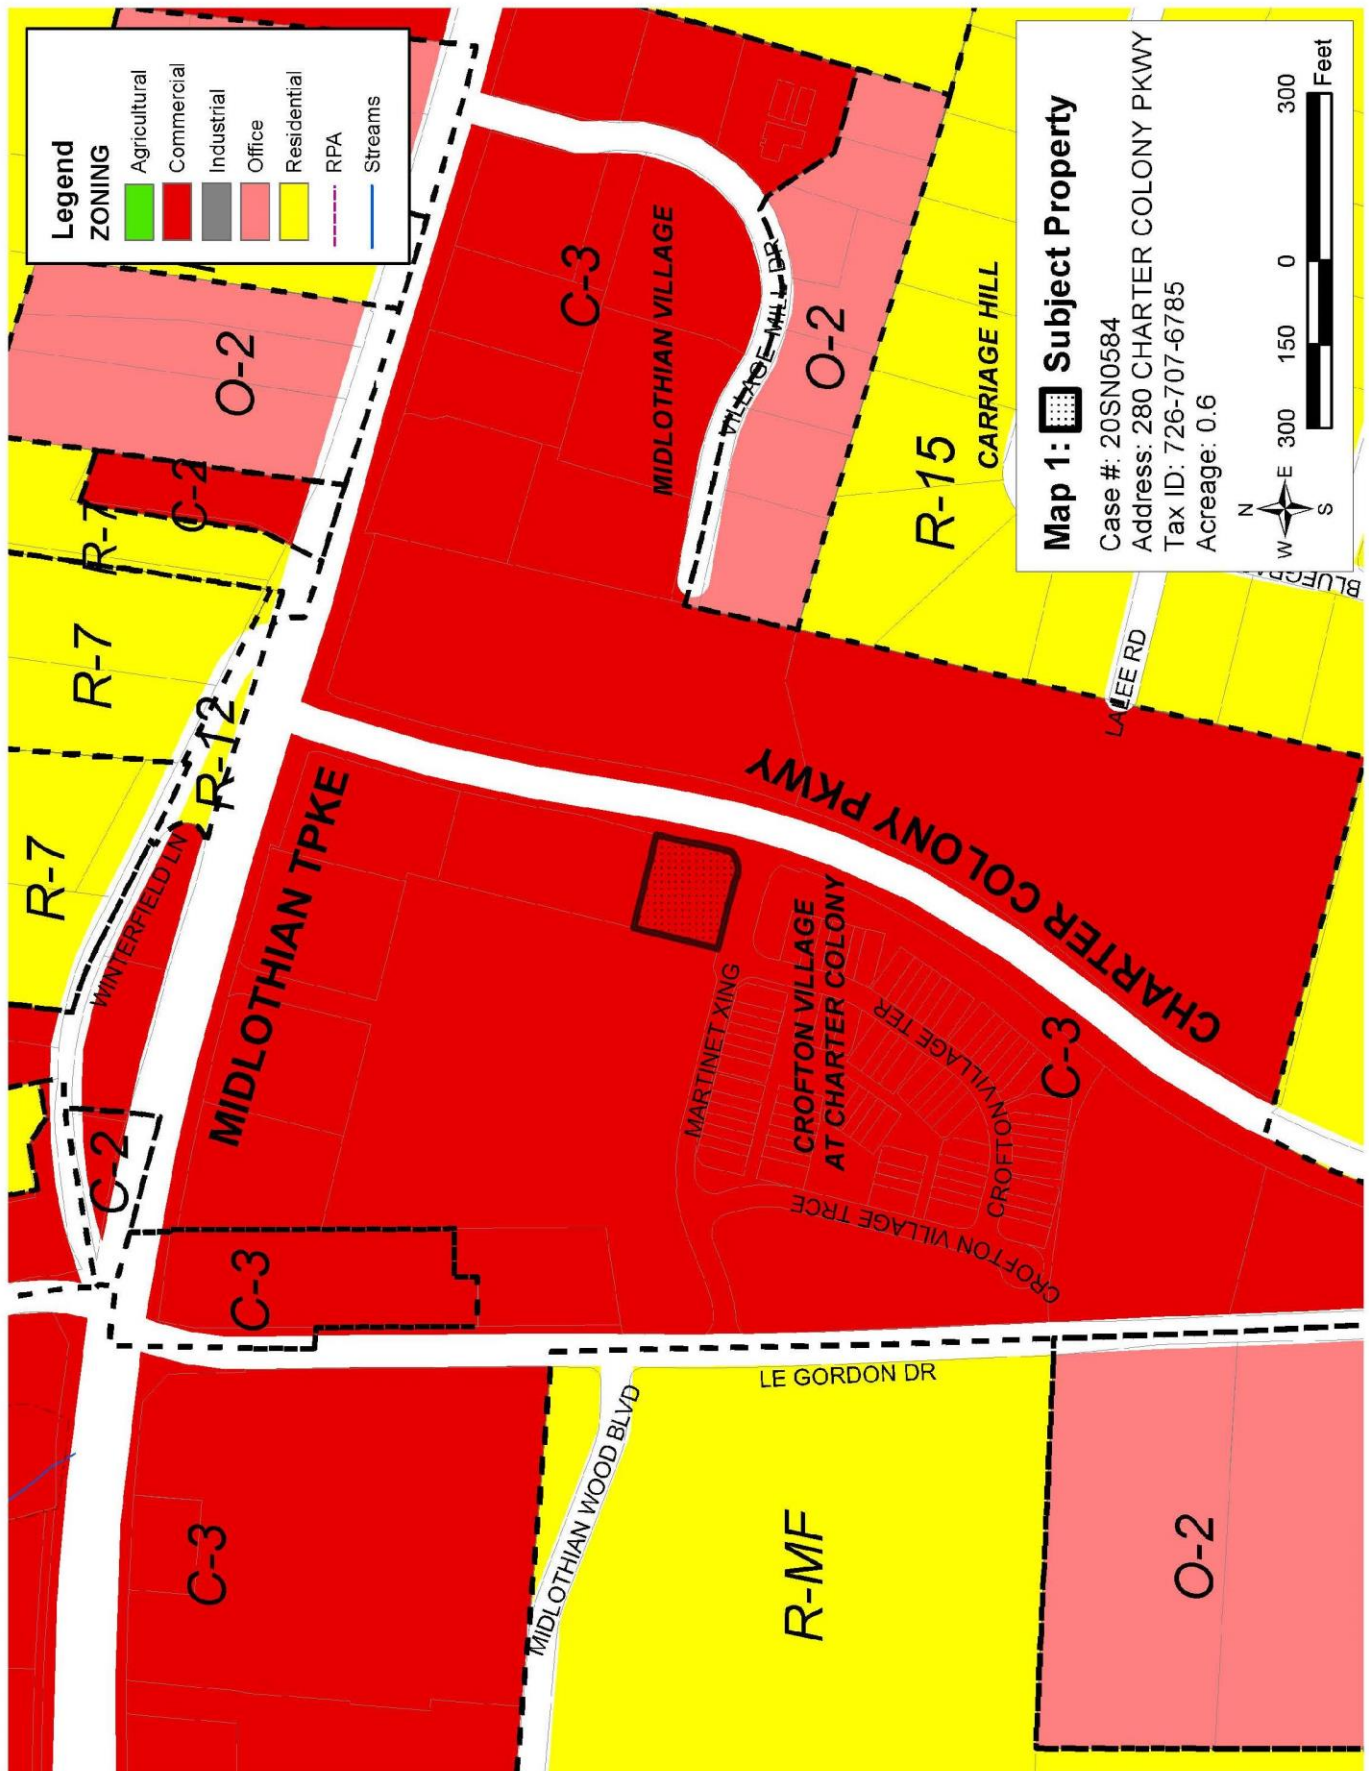 Legend
ZONING
Agricultural
Commercial
Industrial
Office
Residential
RPA
Streams
R-7
R-7
R-7
C-2
O-2
R-12
WINTERFIELD LN
C-2
MIDLOTHIAN TPKE
C-3
C-3
C-3
MIDLOTHIAN VILLAGE
VILLAGE MILL DR
O-2
R-15
CARRIAGE HILL
LALEE RD
CHARTER COLONY PKWY
MARTINET XING
CROFTON VILLAGE
AT CHARTER COLONY
CROFTON VILLAGE TER
CROFTON VILLAGE TRCE
C-3
LE GORDON DR
MIDLOTHIAN WOOD BLVD
R-MF
O-2
Map 1: Subject Property
Case #: 20SN0584
Address: 280 CHARTER COLONY PKWY
Tax ID: 726-707-6785
Acreage: 0.6
N
W E
S
300 150 0 300
Feet